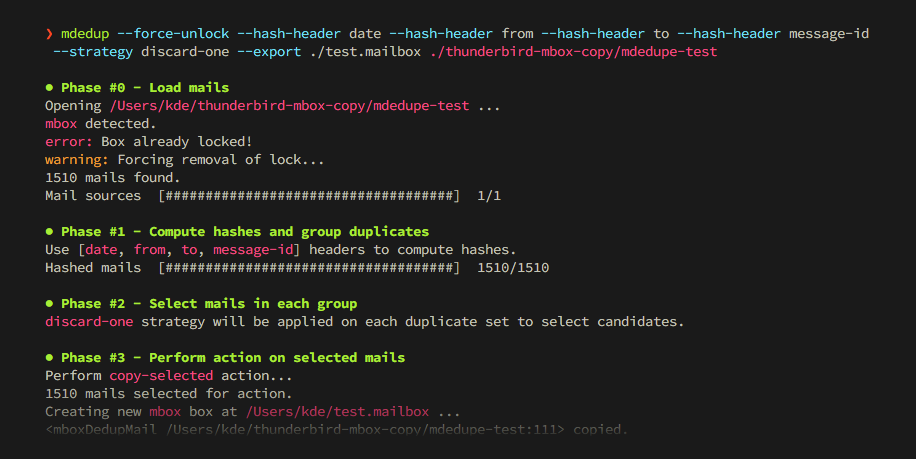 ❯ mdedup --force-unlock --hash-header date --hash-header from --hash-header to --hash-header message-id
--strategy discard-one --export ./test.mailbox ./thunderbird-mbox-copy/mdedupe-test
● Phase #0 - Load mails
Opening /Users/kde/thunderbird-mbox-copy/mdedupe-test ...
mbox detected.
error: Box already locked!
warning: Forcing removal of lock...
1510 mails found.
Mail sources  [####################################]  1/1
● Phase #1 - Compute hashes and group duplicates
Use [date, from, to, message-id] headers to compute hashes.
Hashed mails  [####################################]  1510/1510
● Phase #2 - Select mails in each group
discard-one strategy will be applied on each duplicate set to select candidates.
● Phase #3 - Perform action on selected mails
Perform copy-selected action...
1510 mails selected for action.
Creating new mbox box at /Users/kde/test.mailbox ...
<mboxDedupMail /Users/kde/thunderbird-mbox-copy/mdedupe-test:111> copied.